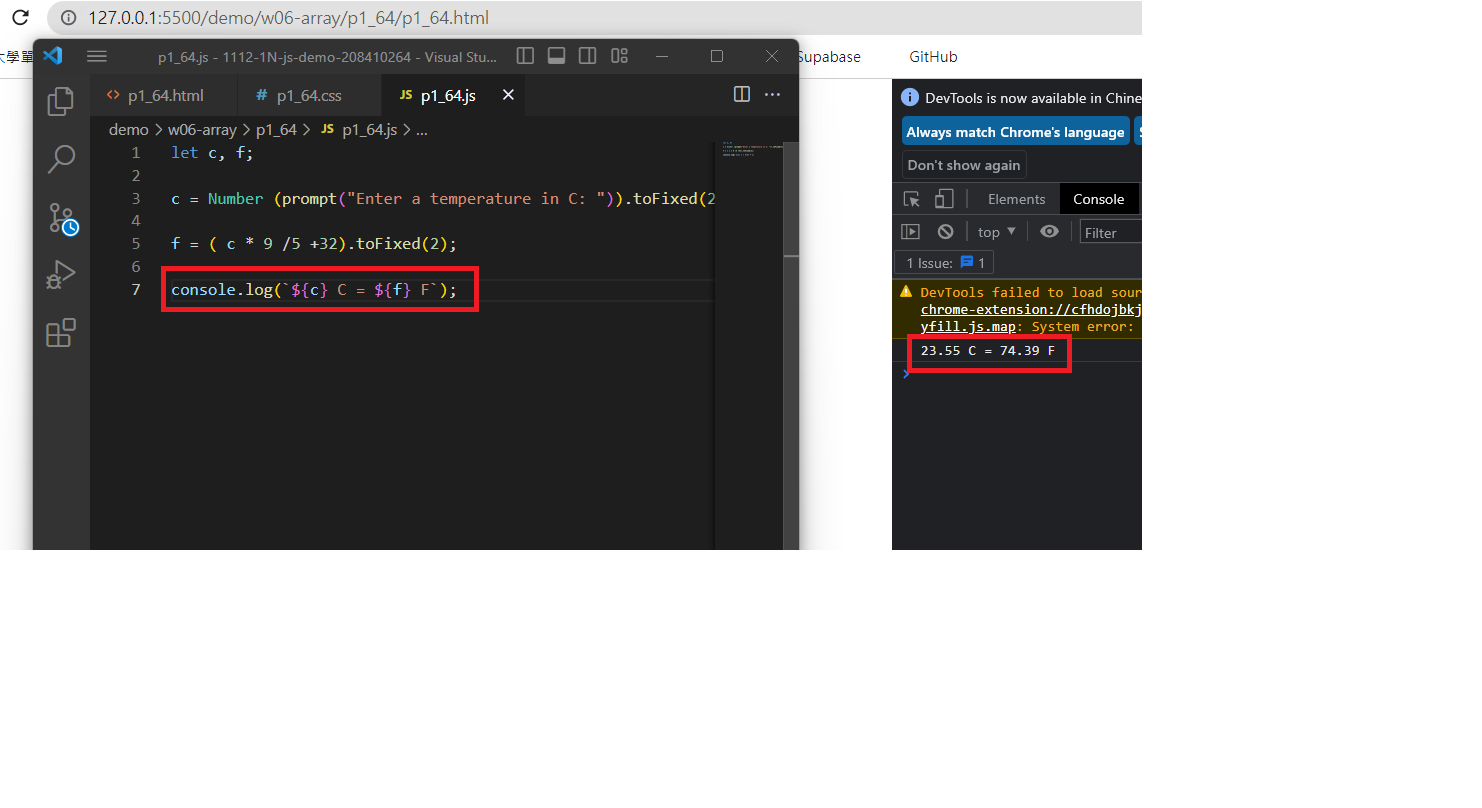 127.0.0.1:5500/demo/w06-array/p1_64/p1_64.html
大學單
Supabase
GitHub
p1_64.js - 1112-1N-js-demo-208410264 - Visual Stu...
<> p1_64.html
# p1_64.css
JS p1_64.js
demo > w06-array > p1_64 > JS p1_64.js > ...
1 let c, f;
2
3 c = Number (prompt("Enter a temperature in C: ")).toFixed(2
4
5 f = ( c * 9 /5 +32).toFixed(2);
6
7 console.log(`${c} C = ${f} F`);
DevTools is now available in Chine
Always match Chrome's language
Don't show again
Elements
Console
top
Filter
1 Issue: 1
DevTools failed to load sour
chrome-extension://cfhdojbkj
yfill.js.map: System error:
23.55 C = 74.39 F
>